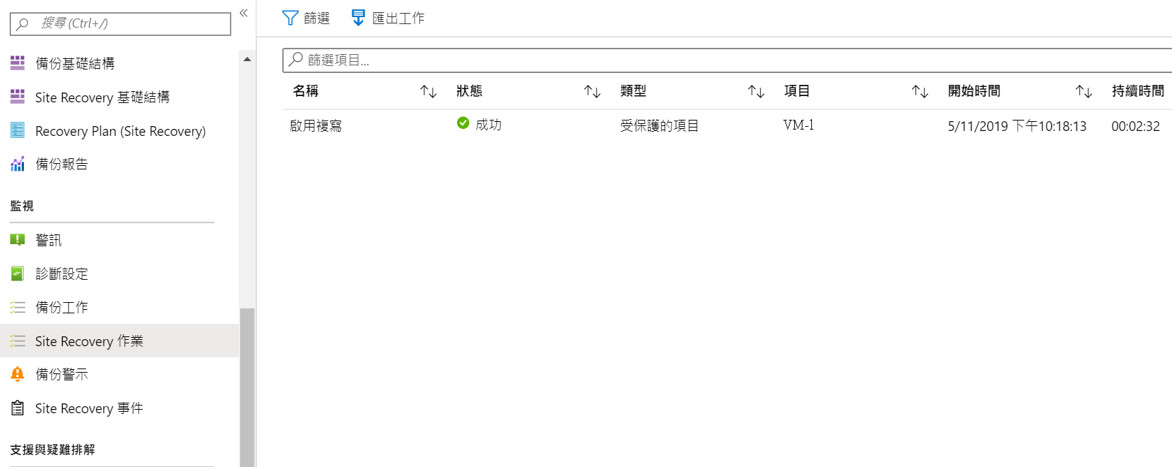 搜尋 (Ctrl+/)
備份基礎結構
Site Recovery 基礎結構
Recovery Plan (Site Recovery)
備份報告
監視
警訊
診斷設定
備份工作
Site Recovery 作業
備份警示
Site Recovery 事件
支援與疑難排解
篩選 匯出工作
篩選項目...
名稱 狀態 類型 項目 開始時間 持續時間
啟用複寫 成功 受保護的項目 VM-1 5/11/2019 下午10:18:13 00:02:32